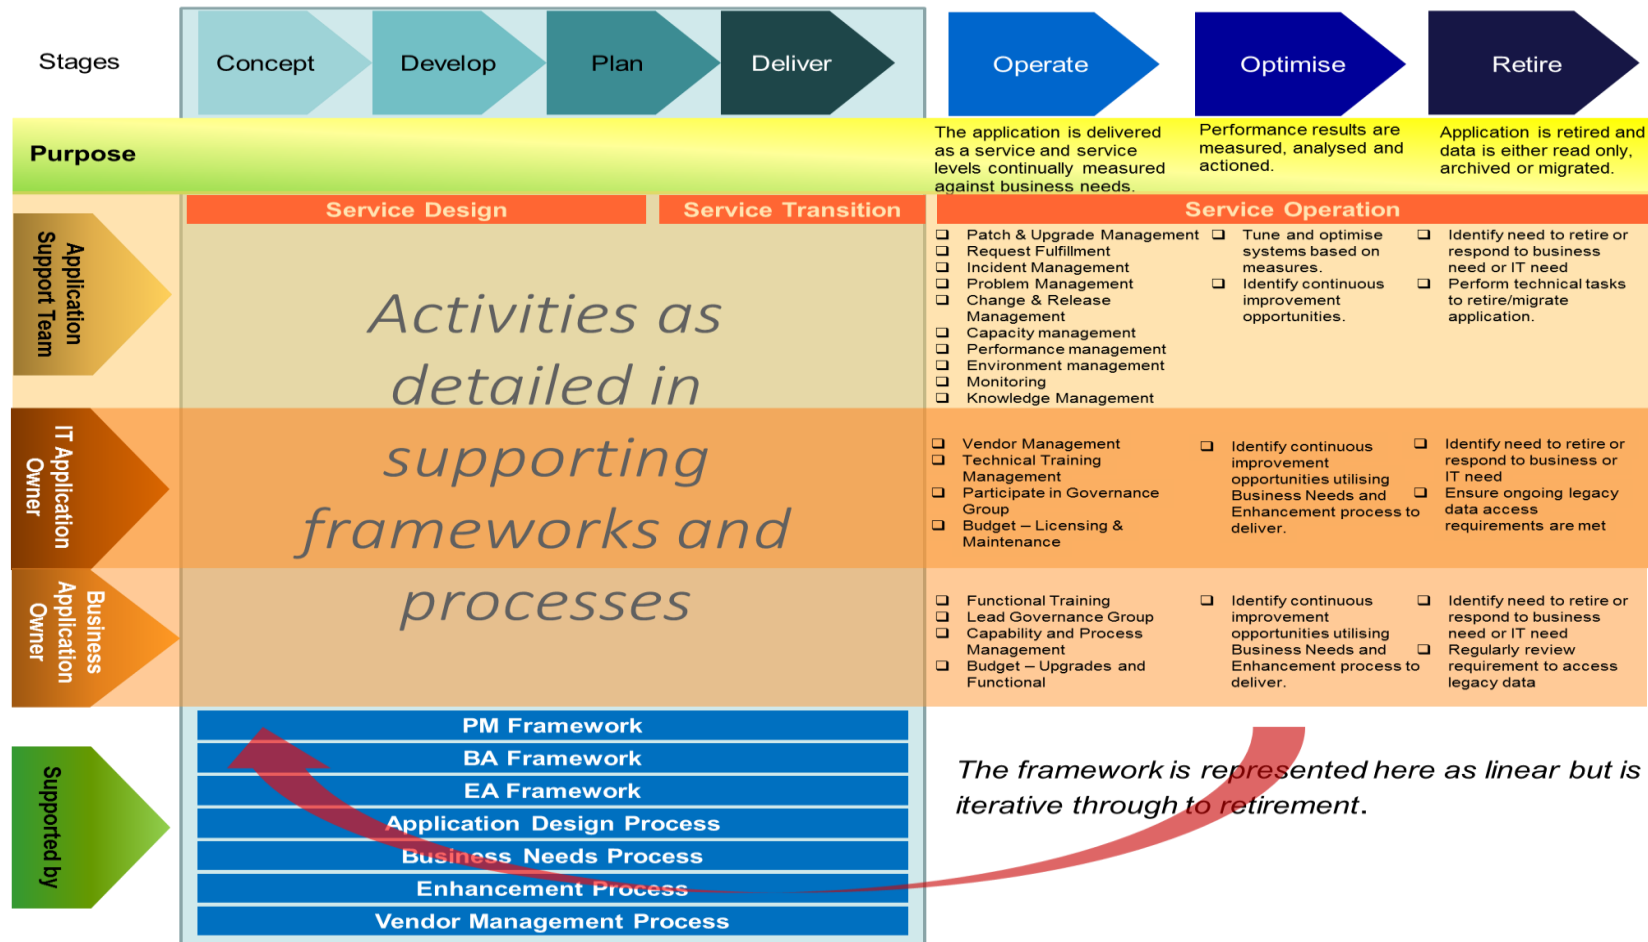 Stages
Concept
Develop
Plan
Deliver
Operate
Optimise
Retire
Purpose
The application is delivered
as a service and service
levels continually measured
against business needs.
Performance results are
measured, analysed and
actioned.
Application is retired and
data is either read only,
archived or migrated.
Service Design
Service Transition
Service Operation
Application
Support Team
Activities as
detailed in
supporting
frameworks and
processes
Patch & Upgrade Management
Request Fulfillment
Incident Management
Problem Management
Change & Release
Management
Capacity management
Performance management
Environment management
Monitoring
Knowledge Management
Tune and optimise
systems based on
measures.
Identify continuous
improvement
opportunities.
Identify need to retire or
respond to business
need or IT need
Perform technical tasks
to retire/migrate
application.
IT Application
Owner
Vendor Management
Technical Training
Management
Participate in Governance
Group
Budget – Licensing &
Maintenance
Identify continuous
improvement
opportunities utilising
Business Needs and
Enhancement process to
deliver.
Identify need to retire or
respond to business or
IT need
Ensure ongoing legacy
data access
requirements are met
Business
Application
Owner
Functional Training
Lead Governance Group
Capability and Process
Management
Budget – Upgrades and
Functional
Identify continuous
improvement
opportunities utilising
Business Needs and
Enhancement process to
deliver.
Identify need to retire or
respond to business
need or IT need
Regularly review
requirement to access
legacy data
Supported by
PM Framework
BA Framework
EA Framework
Application Design Process
Business Needs Process
Enhancement Process
Vendor Management Process
The framework is represented here as linear but is
iterative through to retirement.